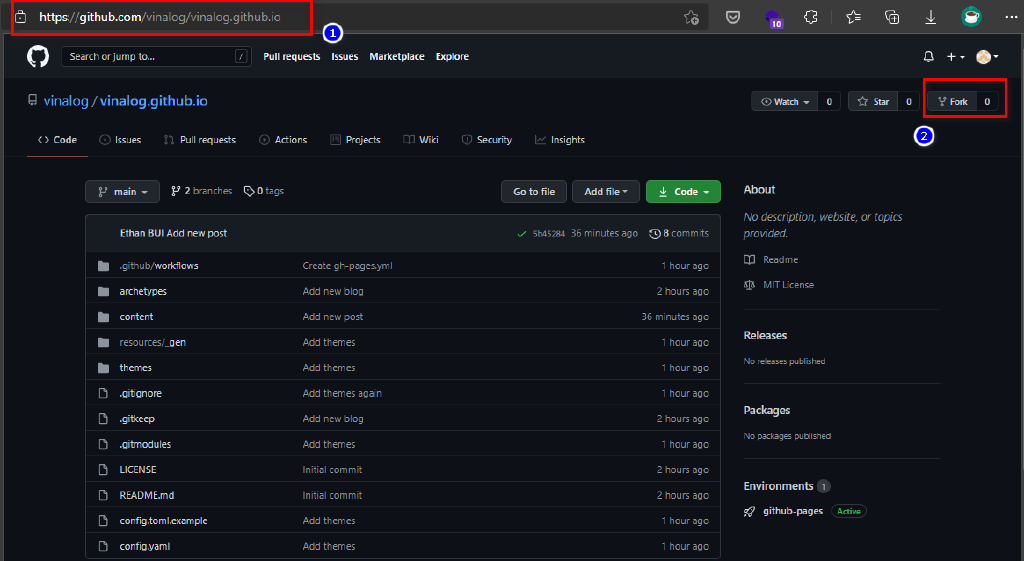 https://github.com/vinalog/vinalog.github.io
10
1
Search or jump to... /
Pull requests Issues Marketplace Explore
vinalog / vinalog.github.io
Watch 0 Star 0 Fork 0
2
Code Issues Pull requests Actions Projects Wiki Security Insights
main 2 branches 0 tags Go to file Add file Code
Ethan BUI Add new post 5b45284 36 minutes ago 8 commits
.github/workflows Create gh-pages.yml 1 hour ago
archetypes Add new blog 2 hours ago
content Add new post 36 minutes ago
resources/_gen Add themes 1 hour ago
themes Add themes 1 hour ago
.gitignore Add themes again 1 hour ago
.gitkeep Add new blog 2 hours ago
.gitmodules Add themes 1 hour ago
LICENSE Initial commit 2 hours ago
README.md Initial commit 2 hours ago
config.toml.example Add themes 1 hour ago
config.yaml Add themes 1 hour ago
About
No description, website, or topics
provided.
Readme
MIT License
Releases
No releases published
Packages
No packages published
Environments 1
github-pages Active